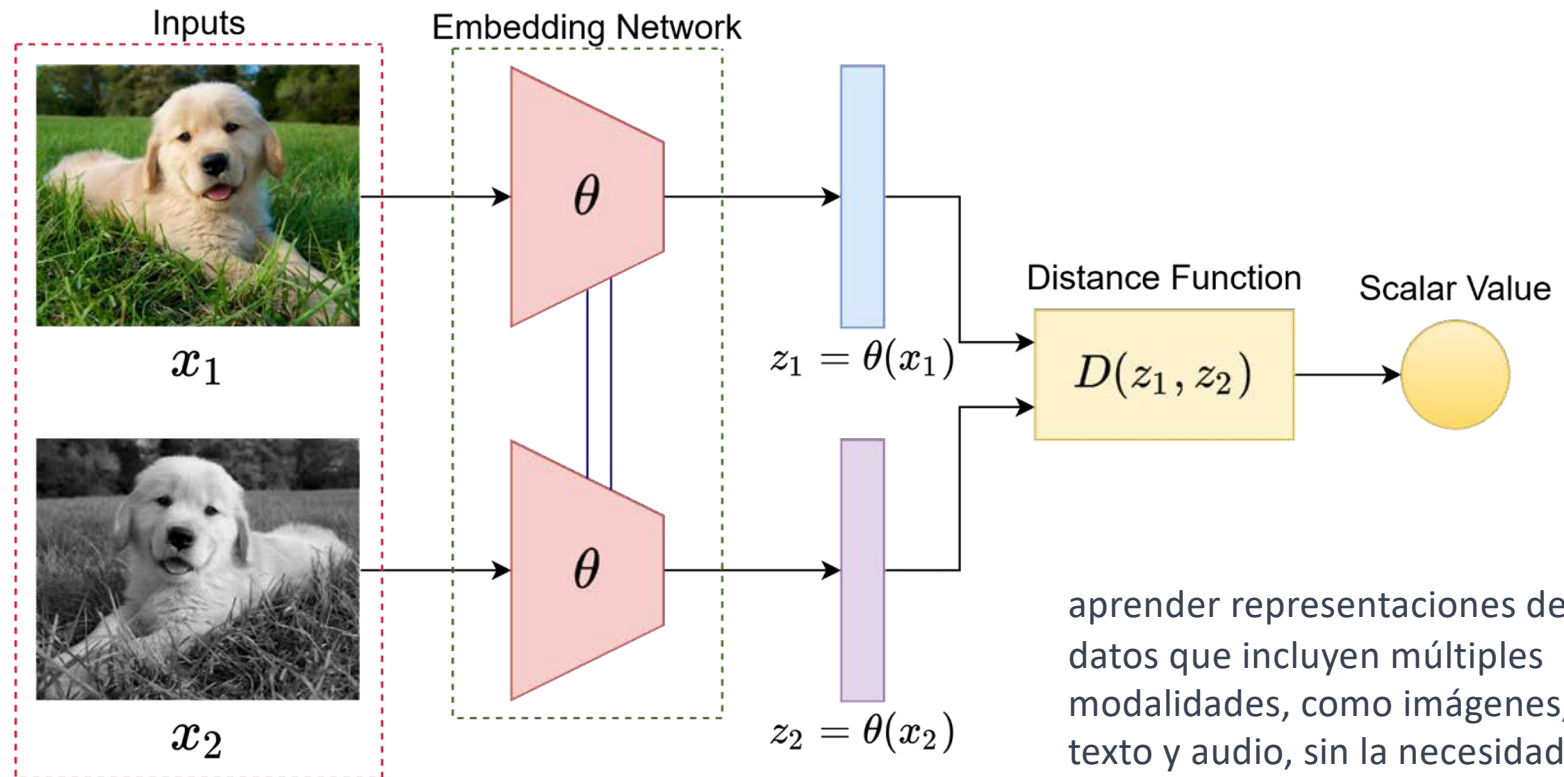 Inputs
Embedding Network
θ
x₁
z₁ = θ(x₁)
Distance Function
Scalar Value
D(z₁, z₂)
θ
x₂
z₂ = θ(x₂)
aprender representaciones de
datos que incluyen múltiples
modalidades, como imágenes,
texto y audio, sin la necesidad